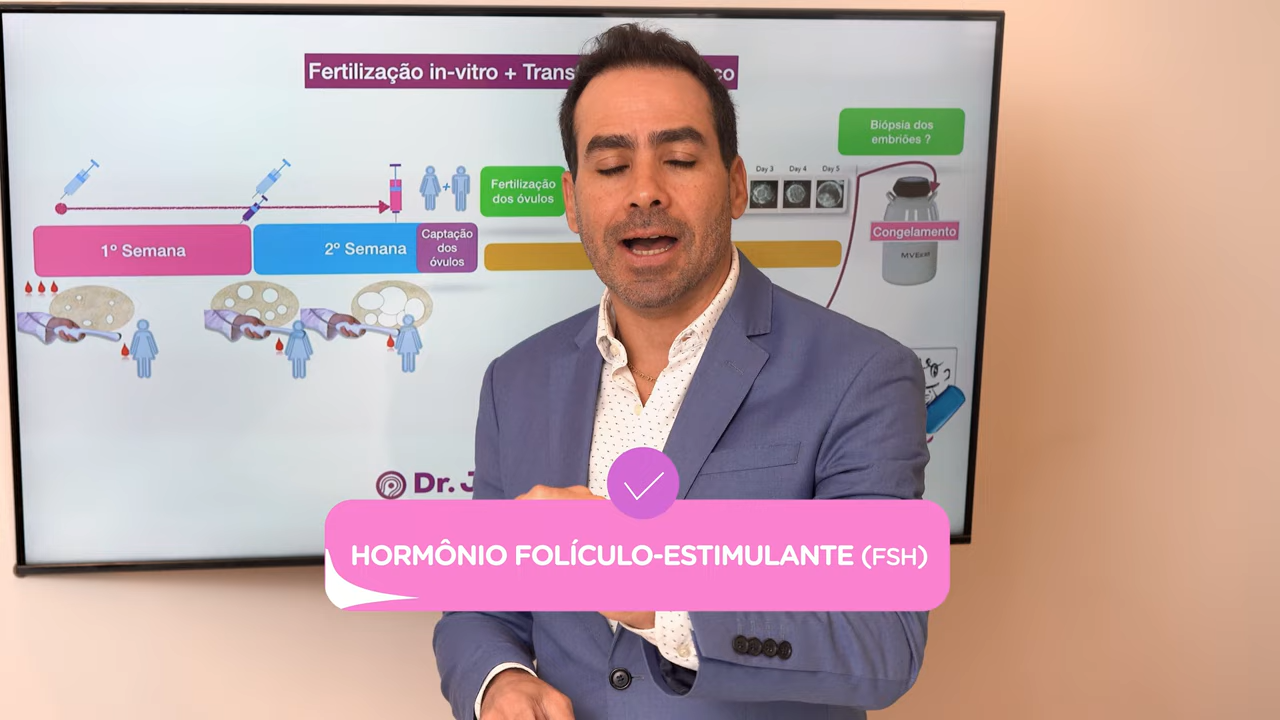 Fertilização in-vitro + Trans
co
Biópsia dos
embriões ?
Day 3 Day 4 Day 5
Fertilização
dos óvulos
1º Semana
2º Semana
Captação
dos
óvulos
Congelamento
MVE
Dr. J
HORMÔNIO FOLÍCULO-ESTIMULANTE (FSH)